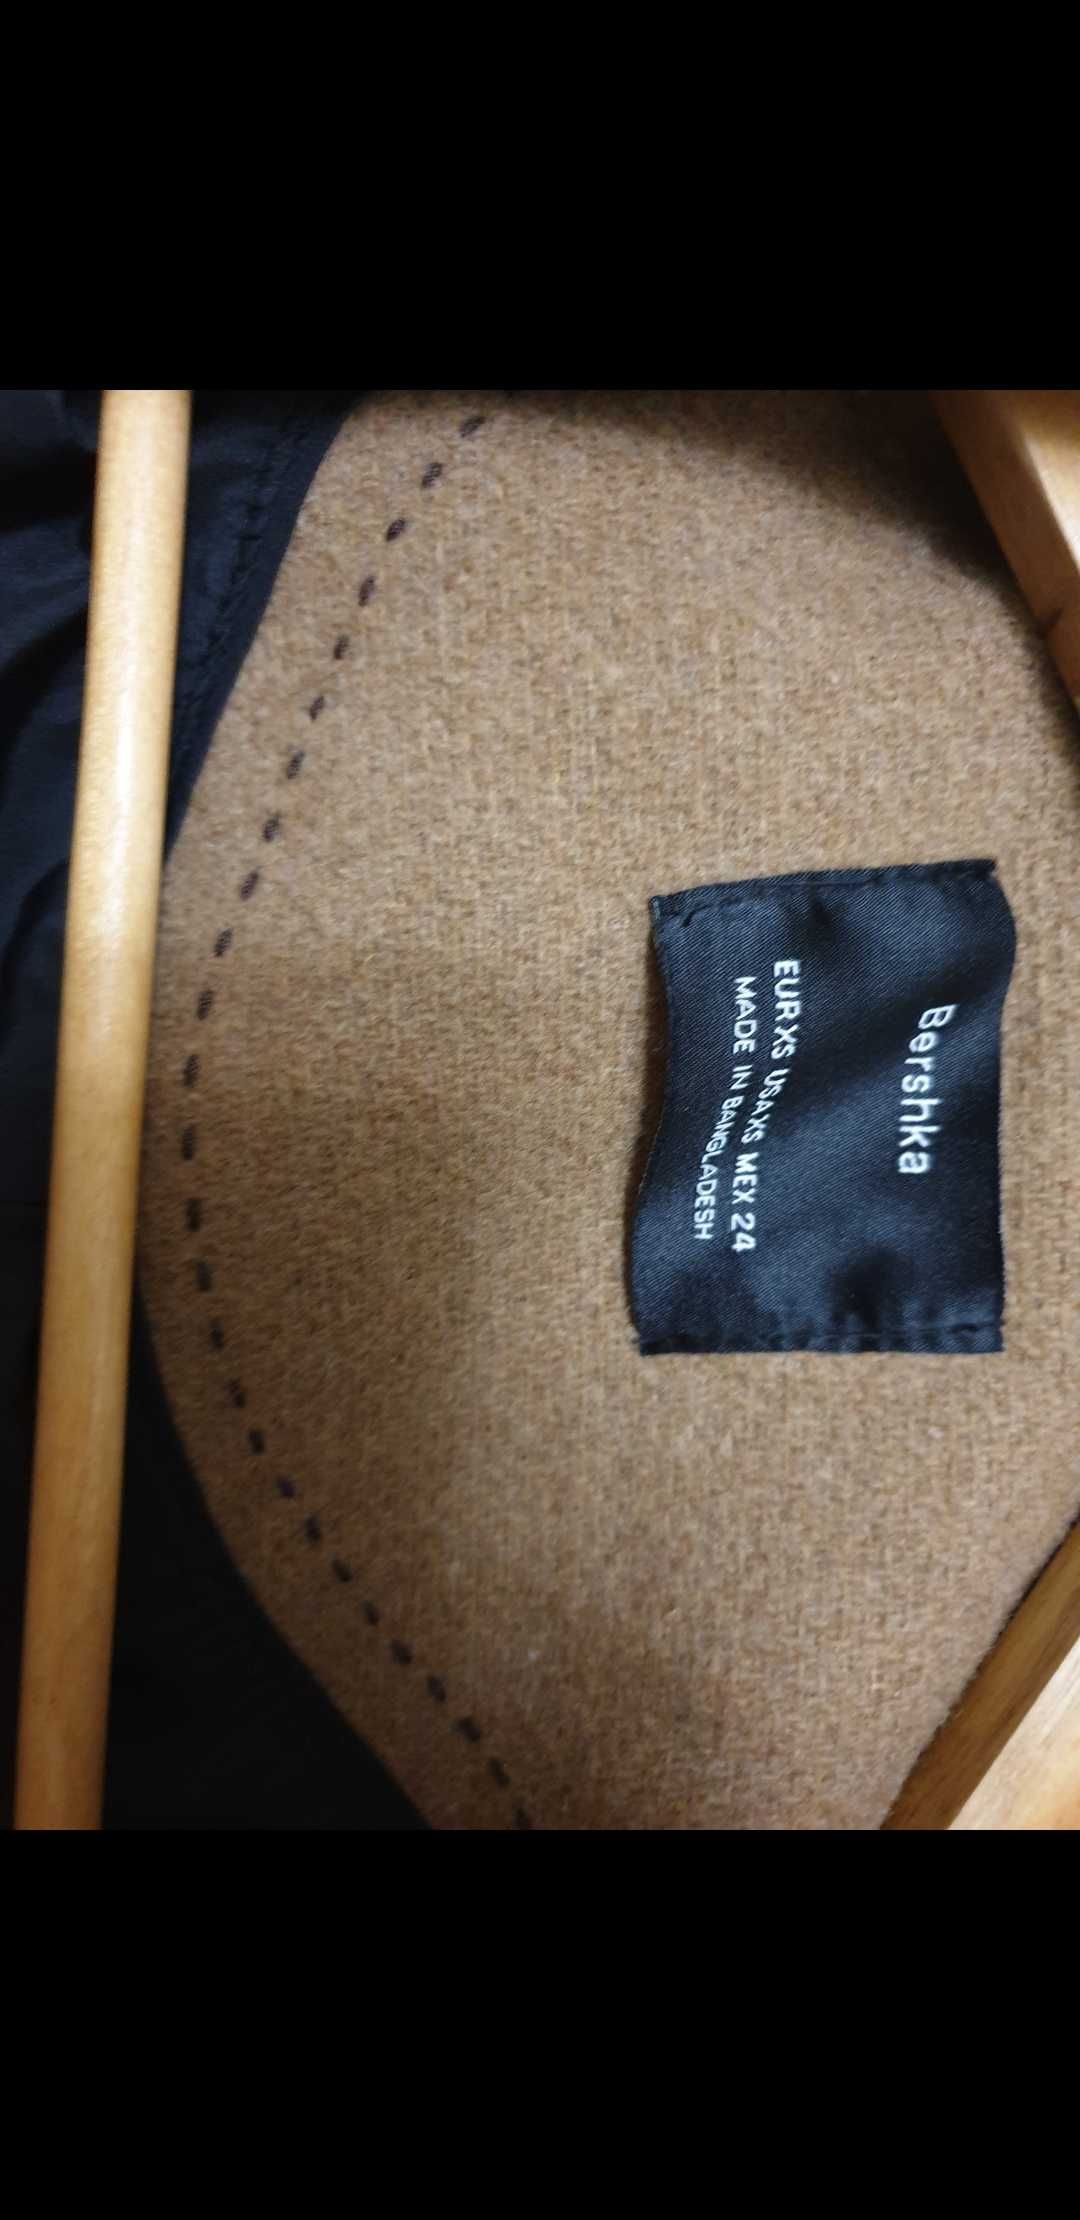 Bershka
EUR XS USA XS MEX 24
MADE IN BANGLADESH